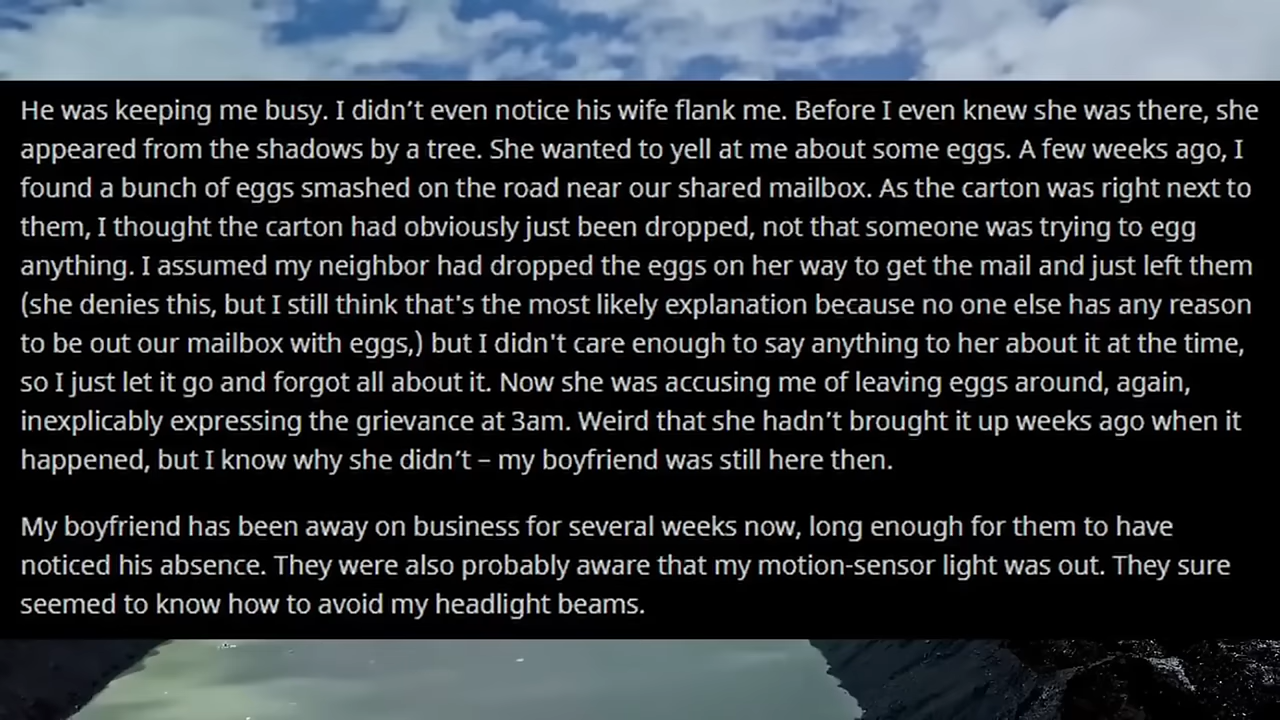 He was keeping me busy. I didn’t even notice his wife flank me. Before I even knew she was there, she
appeared from the shadows by a tree. She wanted to yell at me about some eggs. A few weeks ago, I
found a bunch of eggs smashed on the road near our shared mailbox. As the carton was right next to
them, I thought the carton had obviously just been dropped, not that someone was trying to egg
anything. I assumed my neighbor had dropped the eggs on her way to get the mail and just left them
(she denies this, but I still think that's the most likely explanation because no one else has any reason
to be out our mailbox with eggs,) but I didn't care enough to say anything to her about it at the time,
so I just let it go and forgot all about it. Now she was accusing me of leaving eggs around, again,
inexplicably expressing the grievance at 3am. Weird that she hadn’t brought it up weeks ago when it
happened, but I know why she didn’t – my boyfriend was still here then.
My boyfriend has been away on business for several weeks now, long enough for them to have
noticed his absence. They were also probably aware that my motion-sensor light was out. They sure
seemed to know how to avoid my headlight beams.